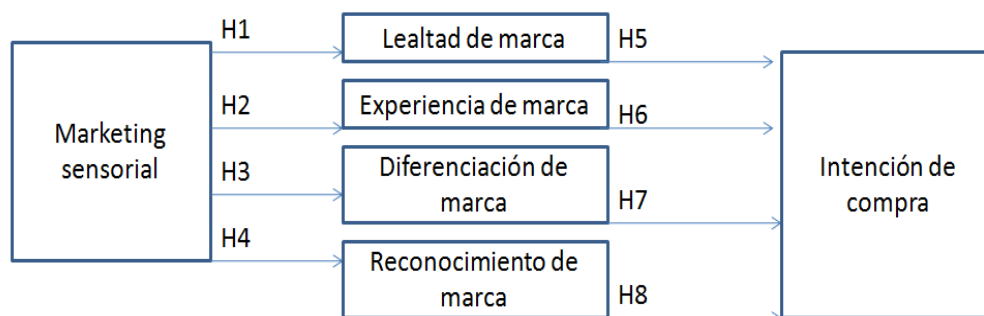 H1
Lealtad de marca
H5
H2
Experiencia de marca
H6
Marketing
sensorial
H3
Diferenciación de
marca
H7
Intención de
compra
H4
Reconocimiento de
marca
H8